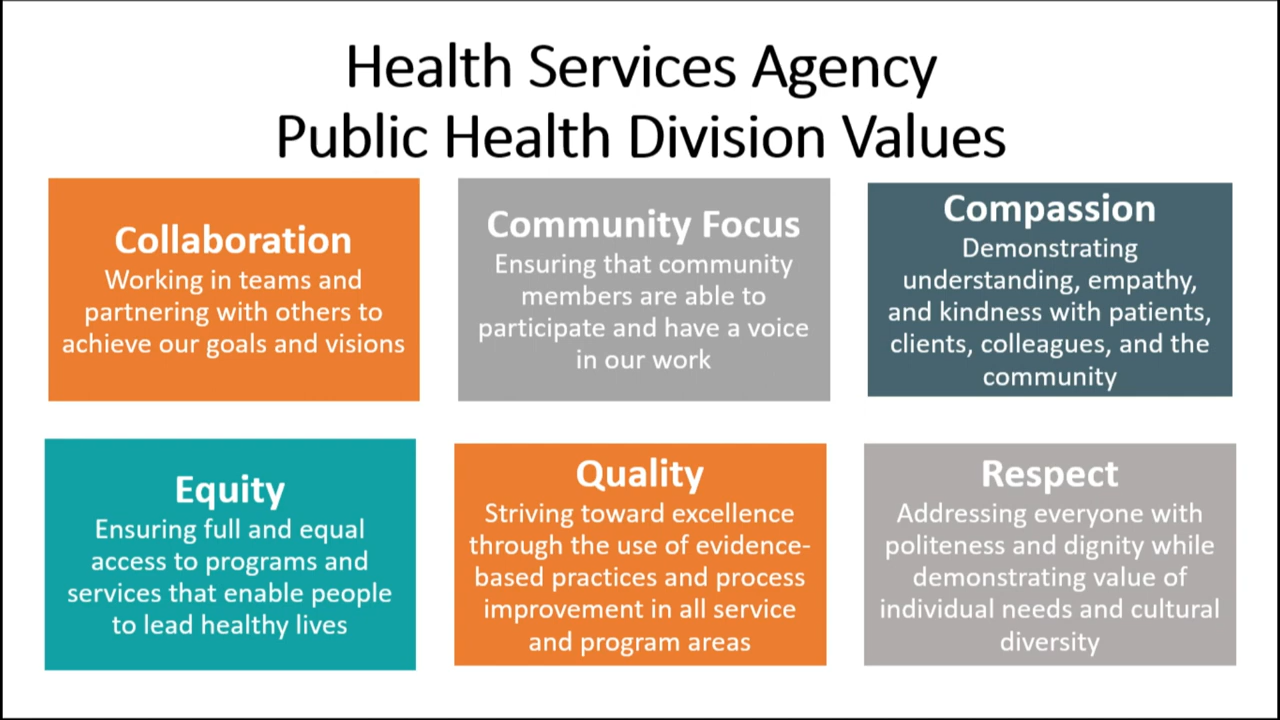 Health Services Agency
Public Health Division Values
Collaboration
Working in teams and
partnering with others to
achieve our goals and visions
Community Focus
Ensuring that community
members are able to
participate and have a voice
in our work
Compassion
Demonstrating
understanding, empathy,
and kindness with patients,
clients, colleagues, and the
community
Equity
Ensuring full and equal
access to programs and
services that enable people
to lead healthy lives
Quality
Striving toward excellence
through the use of evidence-
based practices and process
improvement in all service
and program areas
Respect
Addressing everyone with
politeness and dignity while
demonstrating value of
individual needs and cultural
diversity